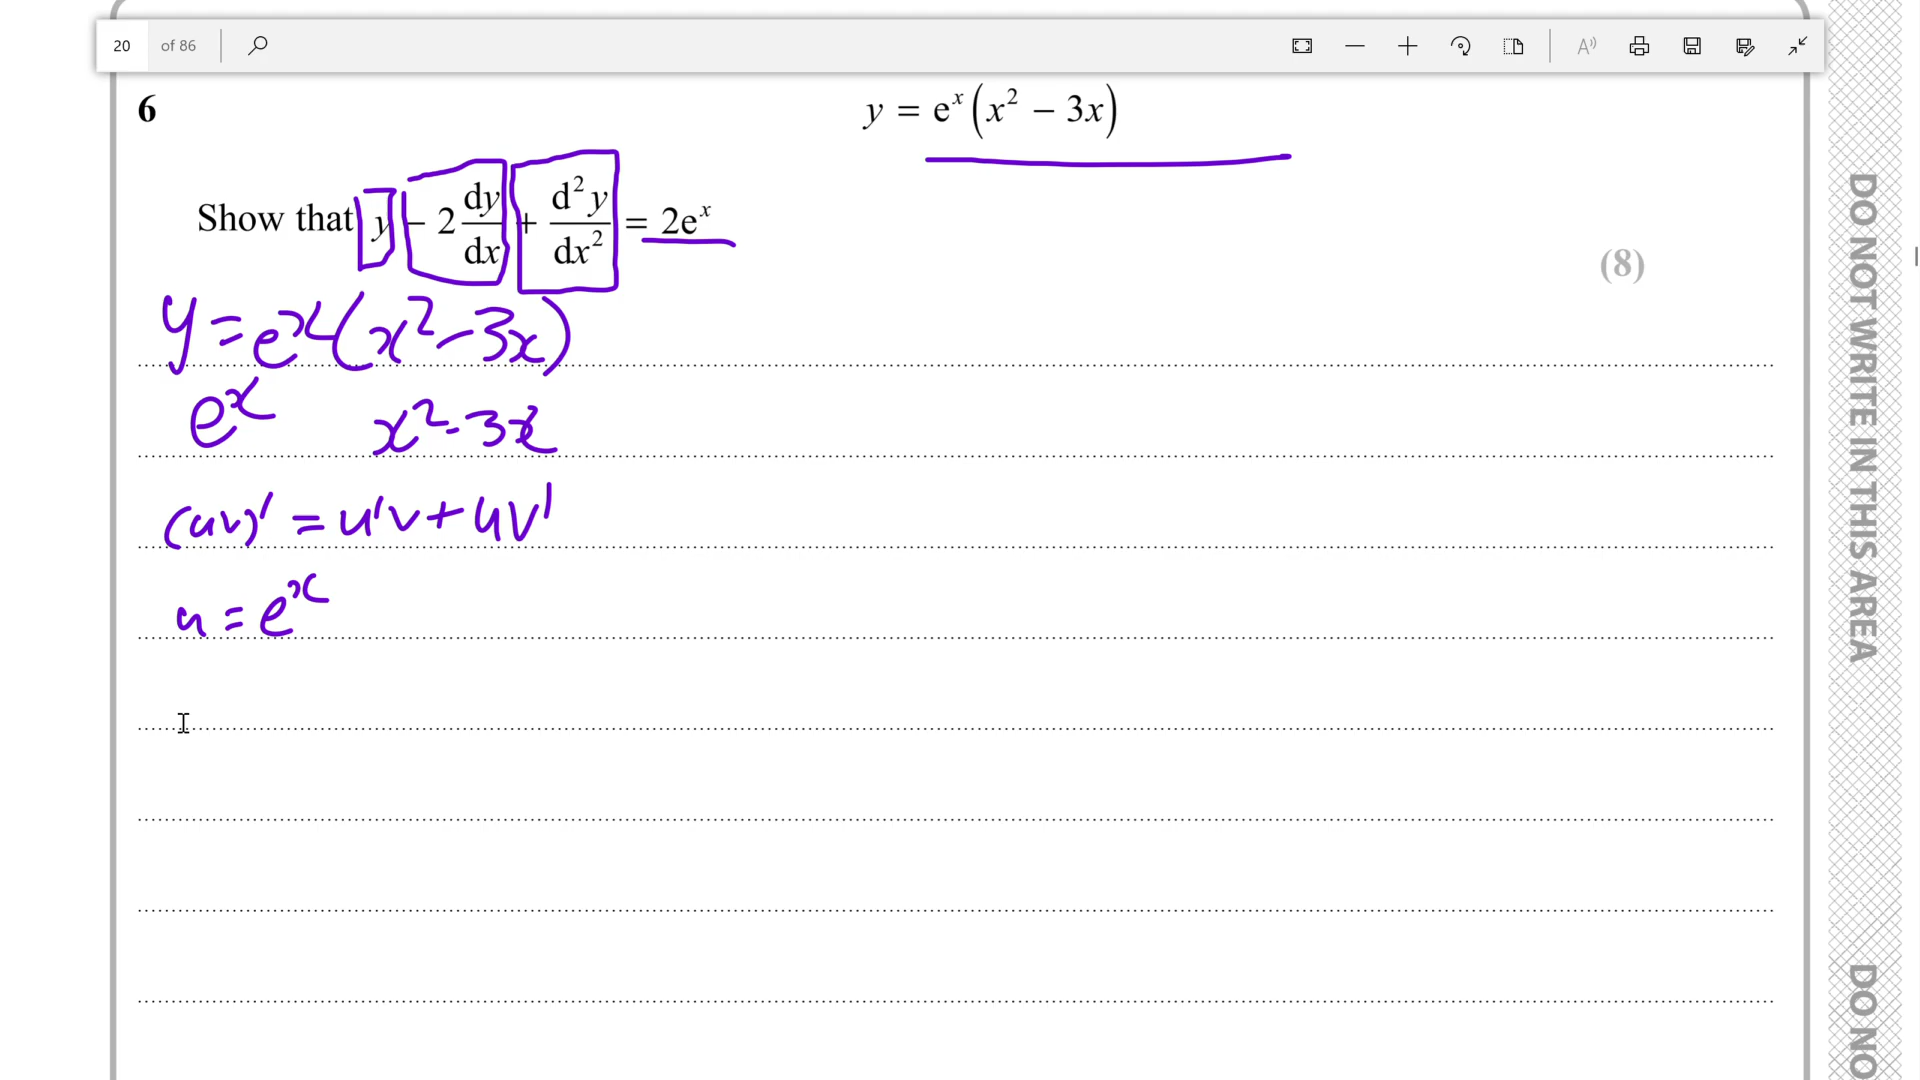 20 of 86
6
y = e^x (x^2 − 3x)
Show that y − 2 dy/dx + d^2y/dx^2 = 2e^x
(8)
y = e^x (x^2 − 3x)
e^x x^2 - 3x
(uv)' = u'v + uv'
u = e^x
DO NOT WRITE IN THIS AREA
DO NO